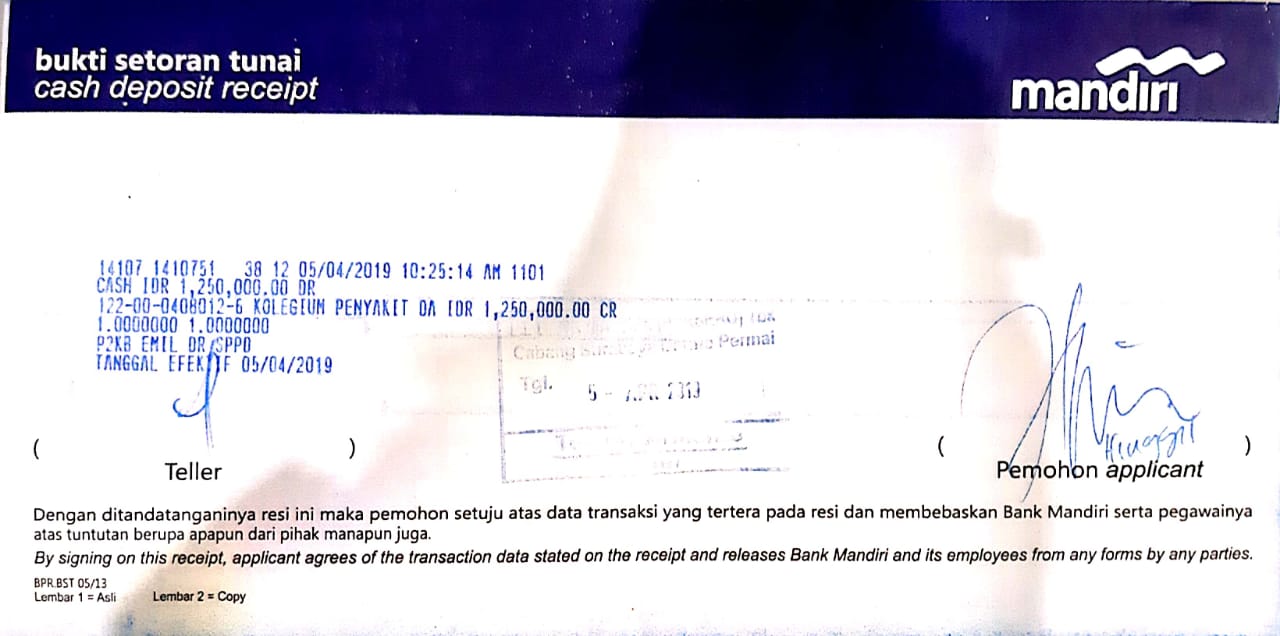 bukti setoran tunai
cash deposit receipt
mandiri
14107 1410751 38 12 05/04/2019 10:25:14 AM 1101
CASH IDR 1,250,000.00 DR
122-00-0408012-6 KOLEGIUM PENYAKIT DA IDR 1,250,000.00 CR
1.0000000 1.0000000
P2KB EMIL DR SPPD
TANGGAL EFEKTIF 05/04/2019
Cabang Permai
Tgl. 5 - APR 2019
( ) ( )
Teller Pemohon applicant
Dengan ditandatanganinya resi ini maka pemohon setuju atas data transaksi yang tertera pada resi dan membebaskan Bank Mandiri serta pegawainya
atas tuntutan berupa apapun dari pihak manapun juga.
By signing on this receipt, applicant agrees of the transaction data stated on the receipt and releases Bank Mandiri and its employees from any forms by any parties.
BPR.BST 05/13
Lembar 1 = Asli Lembar 2 = Copy